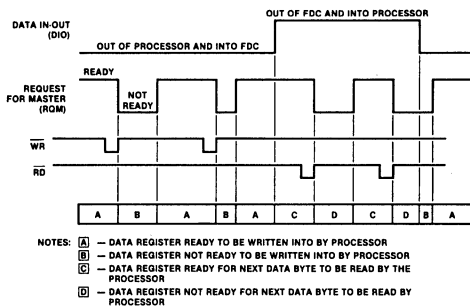 OUT OF FDC AND INTO PROCESSOR
DATA IN-OUT
(DIO)
OUT OF PROCESSOR AND INTO FDC
READY
REQUEST
FOR MASTER
(RQM)
NOT
READY
WR
RD
A B A B A C D C D B A
NOTES: A — DATA REGISTER READY TO BE WRITTEN INTO BY PROCESSOR
B — DATA REGISTER NOT READY TO BE WRITTEN INTO BY PROCESSOR
C — DATA REGISTER READY FOR NEXT DATA BYTE TO BE READ BY THE
PROCESSOR
D — DATA REGISTER NOT READY FOR NEXT DATA BYTE TO BE READ BY
PROCESSOR